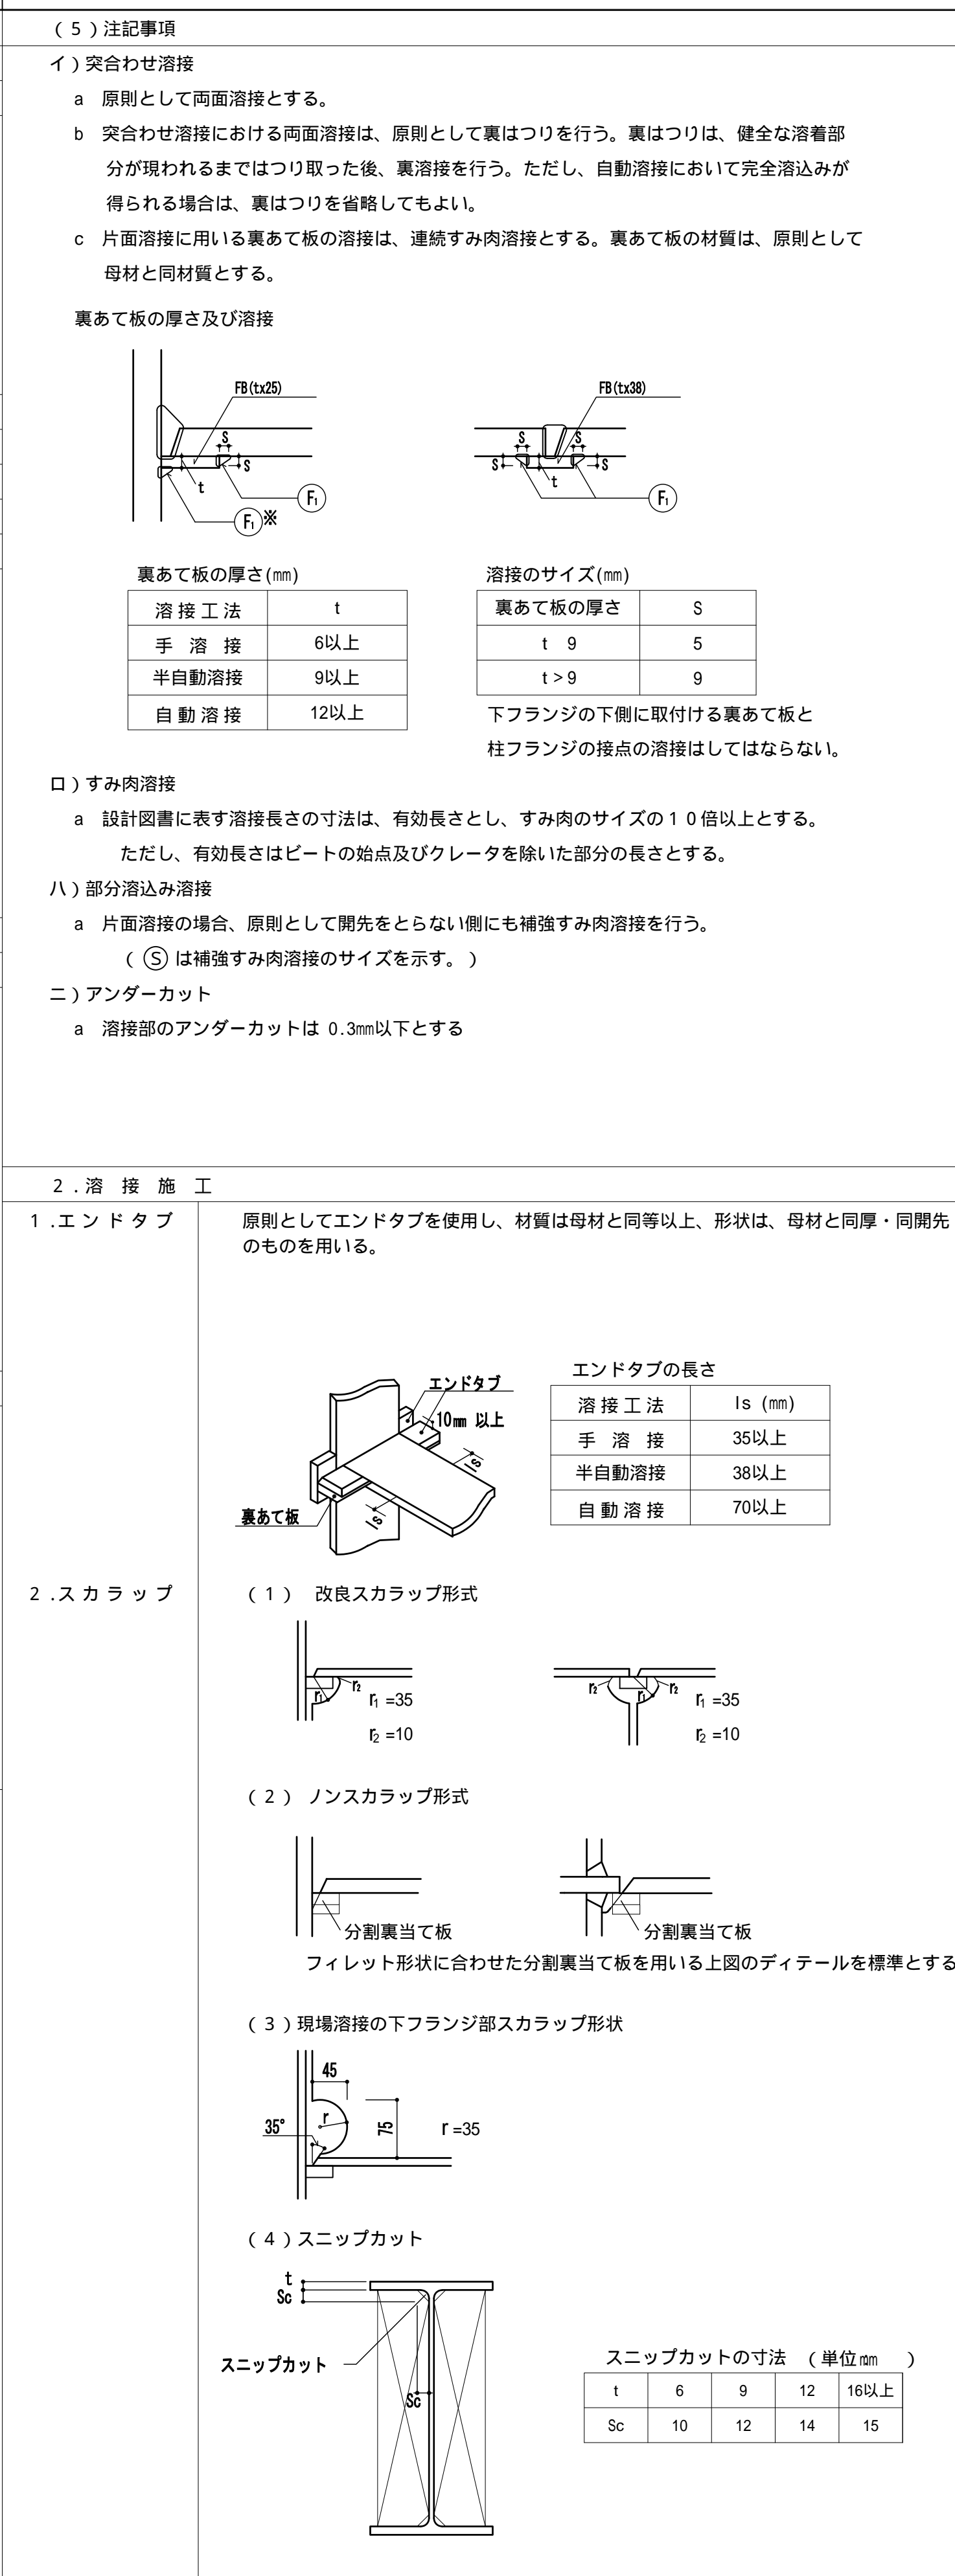 (5)注記事項
イ)突合わせ溶接
a 原則として両面溶接とする。
b 突合わせ溶接における両面溶接は、原則として裏はつりを行う。裏はつりは、健全な溶着部
分が現われるまではつり取った後、裏溶接を行う。ただし、自動溶接において完全溶込みが
得られる場合は、裏はつりを省略してもよい。
c 片面溶接に用いる裏あて板の溶接は、連続すみ肉溶接とする。裏あて板の材質は、原則として
母材と同材質とする。
裏あて板の厚さ及び溶接
FB(tx25)
S
S
t
F₁
F₁※
FB(tx38)
S S
S S
t
F₁
裏あて板の厚さ(㎜)
溶接工法 t
手溶接 6以上
半自動溶接 9以上
自動溶接 12以上
溶接のサイズ(㎜)
裏あて板の厚さ S
t 9 5
t>9 9
下フランジの下側に取付ける裏あて板と
柱フランジの接点の溶接はしてはならない。
ロ)すみ肉溶接
a 設計図書に表す溶接長さの寸法は、有効長さとし、すみ肉のサイズの10倍以上とする。
ただし、有効長さはビートの始点及びクレータを除いた部分の長さとする。
ハ)部分溶込み溶接
a 片面溶接の場合、原則として開先をとらない側にも補強すみ肉溶接を行う。
(Ⓢは補強すみ肉溶接のサイズを示す。)
ニ)アンダーカット
a 溶接部のアンダーカットは 0.3㎜以下とする
2.溶接施工
1.エンドタブ
原則としてエンドタブを使用し、材質は母材と同等以上、形状は、母材と同厚・同開先
のものを用いる。
エンドタブ
10㎜ 以上
ls
ls
裏あて板
エンドタブの長さ
溶接工法 ls (㎜)
手溶接 35以上
半自動溶接 38以上
自動溶接 70以上
2.スカラップ
(1) 改良スカラップ形式
r₁ r₂
r₁=35
r₂=10
r₂ r₁ r₂
r₁=35
r₂=10
(2) ノンスカラップ形式
分割裏当て板
分割裏当て板
フィレット形状に合わせた分割裏当て板を用いる上図のディテールを標準とする
(3)現場溶接の下フランジ部スカラップ形状
45
r
35°
75
r=35
(4)スニップカット
t
Sc
スニップカット
Sc
スニップカットの寸法 (単位㎜)
t 6 9 12 16以上
Sc 10 12 14 15